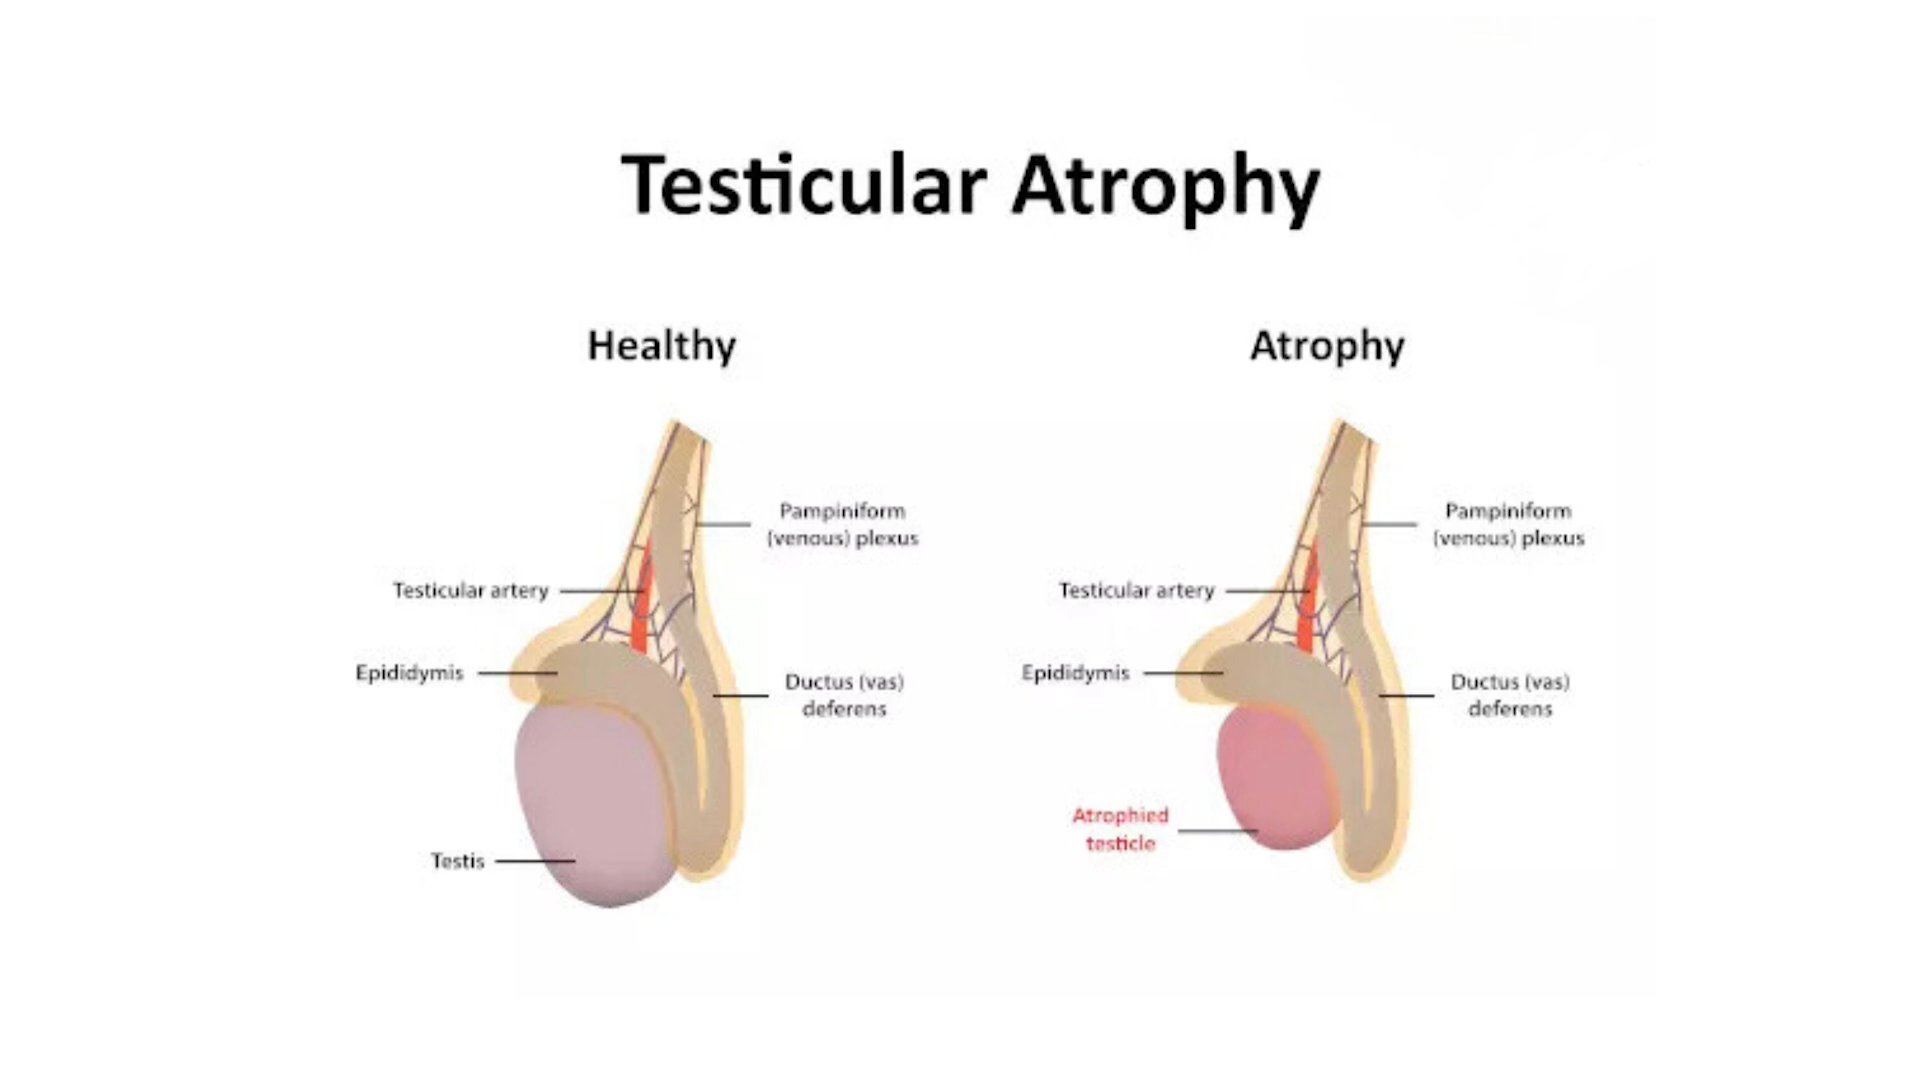 Testicular Atrophy
Healthy
Pampiniform
(venous) plexus
Testicular artery
Epididymis
Ductus (vas)
deferens
Testis
Atrophy
Pampiniform
(venous) plexus
Testicular artery
Epididymis
Ductus (vas)
deferens
Atrophied
testicle